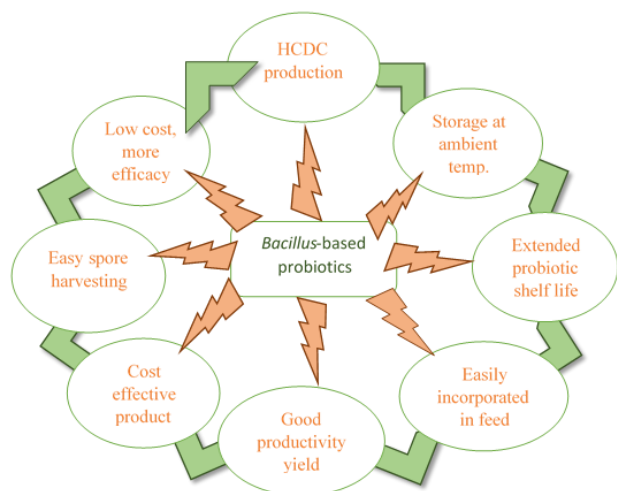 HCDC
production
Storage at
ambient
temp.
Extended
probiotic
shelf life
Easily
incorporated
in feed
Good
productivity
yield
Cost
effective
product
Easy spore
harvesting
Low cost,
more
efficacy
Bacillus-based
probiotics